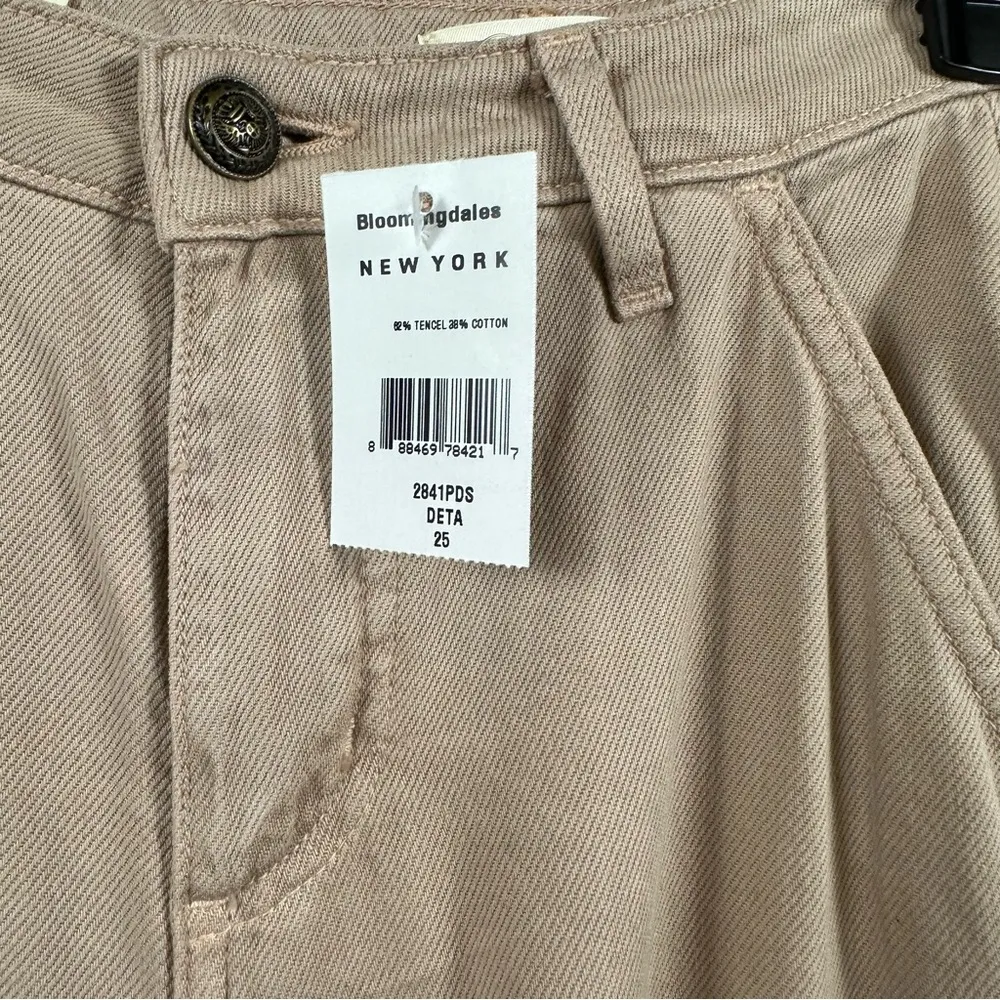 Bloomingdales
NEW YORK
62% TENCEL 38% COTTON
8 88469 78421 7
2841PDS
DETA
25